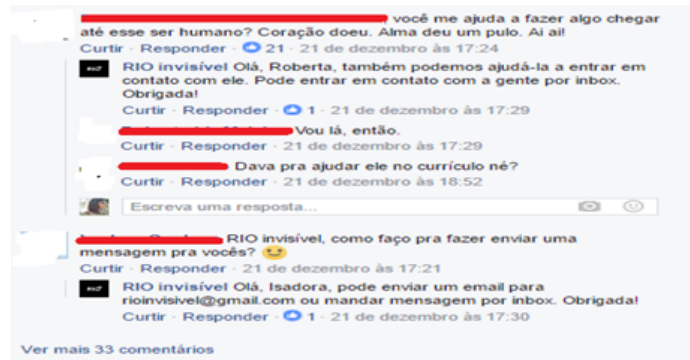 você me ajuda a fazer algo chegar
até esse ser humano? Coração doeu. Alma deu um pulo. Ai ai!
Curtir · Responder · 21 · 21 de dezembro às 17:24
RIO invisível Olá, Roberta, também podemos ajudá-la a entrar em
contato com ele. Pode entrar em contato com a gente por inbox.
Obrigada!
Curtir · Responder · 1 · 21 de dezembro às 17:29
Vou lá, então.
Curtir · Responder · 21 de dezembro às 17:29
Dava pra ajudar ele no currículo né?
Curtir · Responder · 21 de dezembro às 18:52
Escreva uma resposta...
RIO invisível, como faço pra fazer enviar uma
mensagem pra vocês?
Curtir · Responder · 21 de dezembro às 17:21
RIO invisível Olá, Isadora, pode enviar um email para
rioinvisivel@gmail.com ou mandar mensagem por inbox. Obrigada!
Curtir · Responder · 1 · 21 de dezembro às 17:30
Ver mais 33 comentários